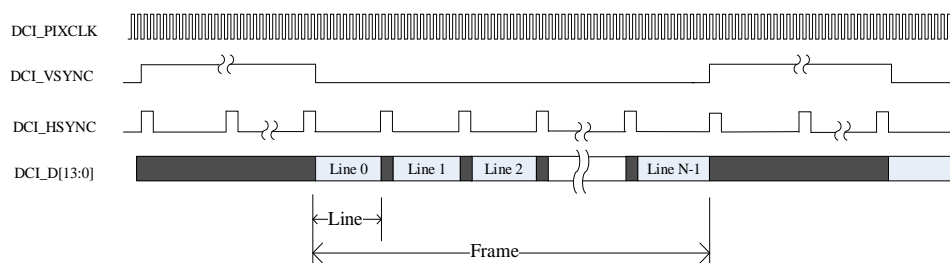 DCI_PIXCLK
DCI_VSYNC
DCI_HSYNC
DCI_D[13:0]
Line 0
Line 1
Line 2
Line N-1
Line
Frame